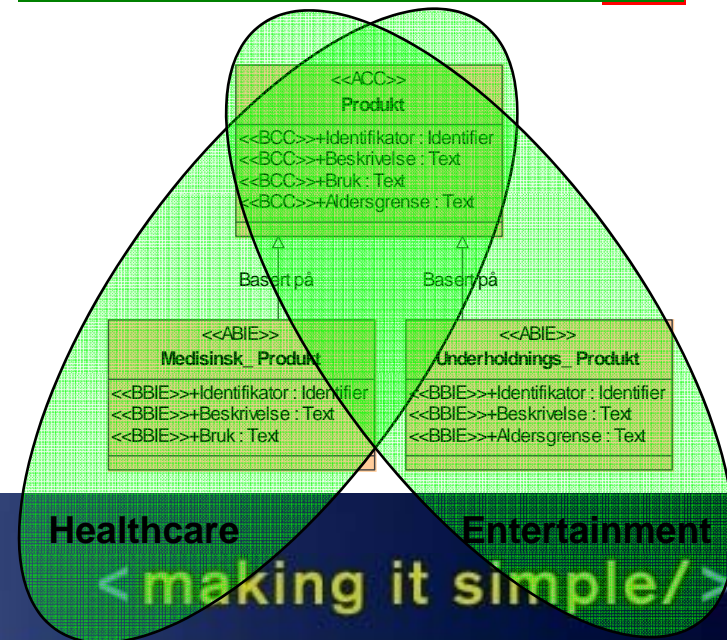 <<ACC>>
Produkt
<<BCC>>+Identifikator : Identifier
<<BCC>>+Beskrivelse : Text
<<BCC>>+Bruk : Text
<<BCC>>+Aldersgrense : Text
Basert på
Basert på
<<ABIE>>
Medisinsk_ Produkt
<<BBIE>>+Identifikator : Identifier
<<BBIE>>+Beskrivelse : Text
<<BBIE>>+Bruk : Text
<<ABIE>>
Underholdnings_ Produkt
<<BBIE>>+Identifikator : Identifier
<<BBIE>>+Beskrivelse : Text
<<BBIE>>+Aldersgrense : Text
Healthcare
Entertainment
<making it simple/>